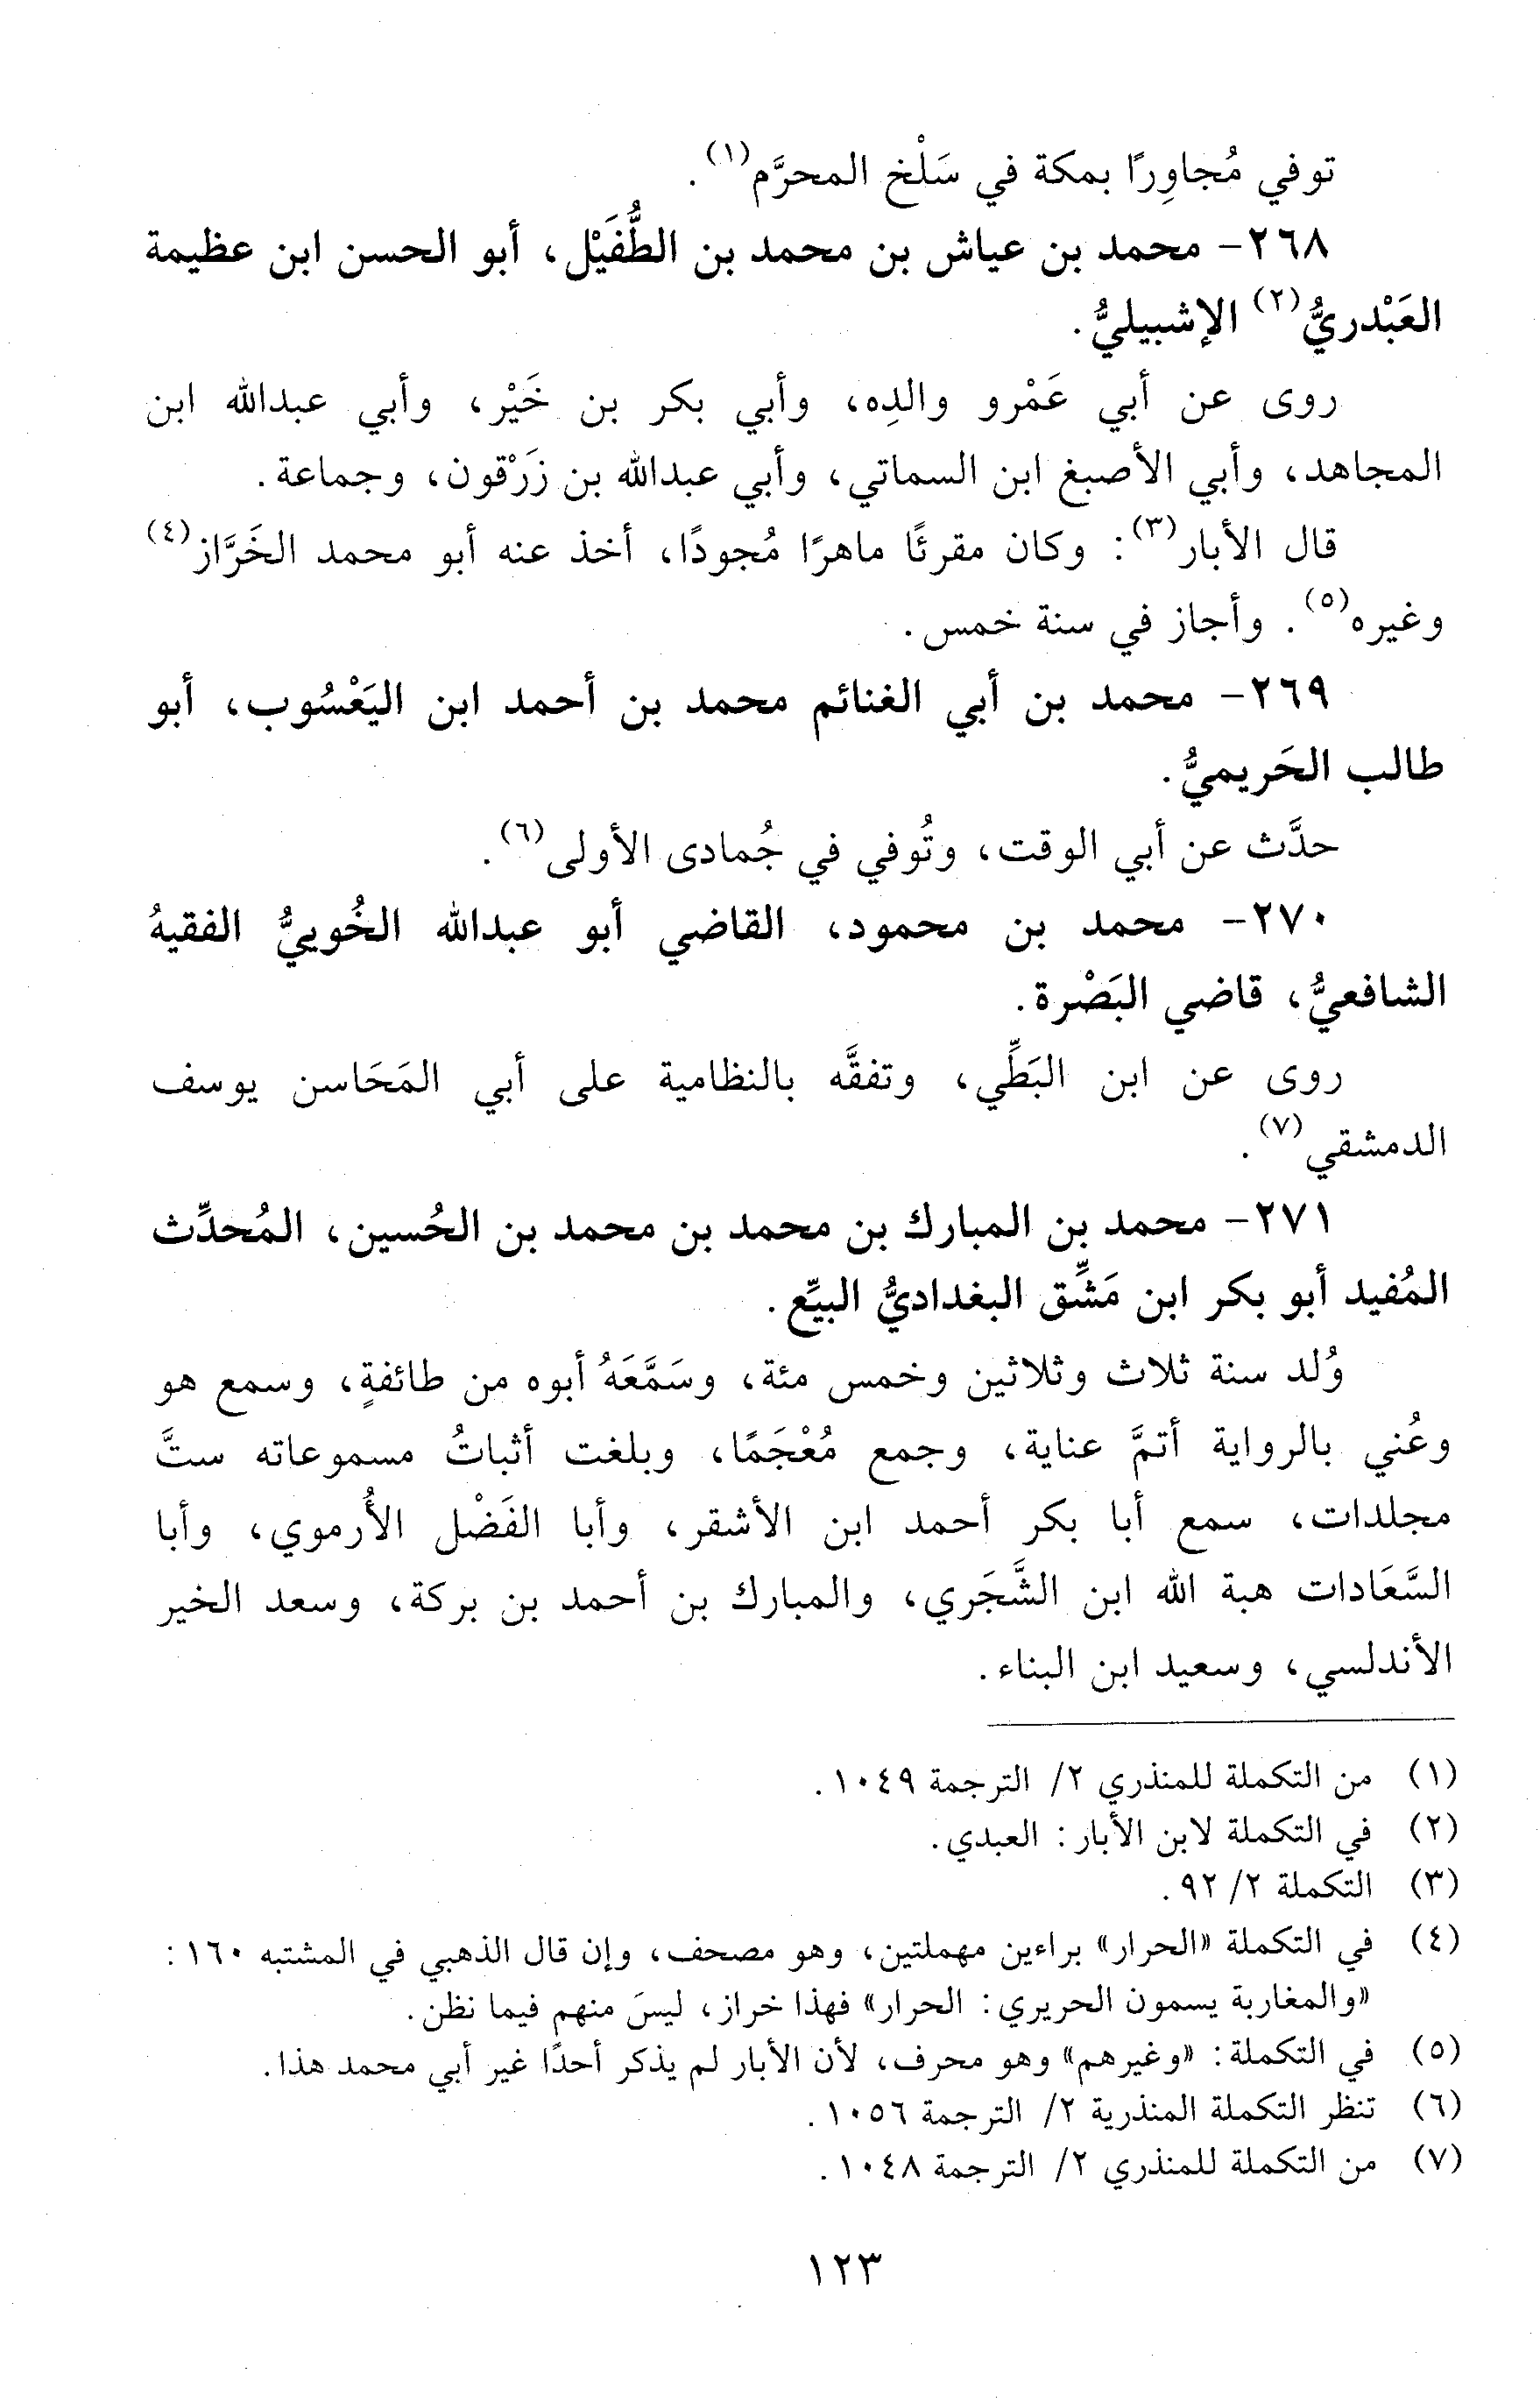 توفي مُجاوِرًا بمكة في سَلْخ المحرَّم(١).
٢٦٨- محمد بن عياش بن محمد بن الطُّفَيْل، أبو الحسن ابن عظيمة
العَبْدريُّ(٢) الإشبيليُّ.
روى عن أبي عَمْرو والدِه، وأبي بكر بن خَيْر، وأبي عبدالله ابن
المجاهد، وأبي الأصبغ ابن السماتي، وأبي عبدالله بن زَرْقون، وجماعة.
قال الأبار(٣): وكان مقرئًا ماهرًا مُجودًا، أخذ عنه أبو محمد الخَرَّاز(٤)
وغيره(٥). وأجاز في سنة خمس.
٢٦٩- محمد بن أبي الغنائم محمد بن أحمد ابن اليَعْسُوب، أبو
طالب الحَريميُّ.
حدَّث عن أبي الوقت، وتُوفي في جُمادى الأولى(٦).
٢٧٠- محمد بن محمود، القاضي أبو عبدالله الخُوييُّ الفقيهُ
الشافعيُّ، قاضي البَصْرة.
روى عن ابن البَطِّي، وتفقَّه بالنظامية على أبي المَحَاسن يوسف
الدمشقي(٧).
٢٧١- محمد بن المبارك بن محمد بن محمد بن الحُسين، المُحدِّث
المُفيد أبو بكر ابن مَشِّق البغداديُّ البيِّع.
وُلد سنة ثلاث وثلاثين وخمس مئة، وسَمَّعَهُ أبوه من طائفةٍ، وسمع هو
وعُني بالرواية أتمَّ عناية، وجمع مُعْجَمًا، وبلغت أثباتُ مسموعاته ستَّ
مجلدات، سمع أبا بكر أحمد ابن الأشقر، وأبا الفَضْل الأُرموي، وأبا
السَّعَادات هبة الله ابن الشَّجَري، والمبارك بن أحمد بن بركة، وسعد الخير
الأندلسي، وسعيد ابن البناء.
(١) من التكملة للمنذري ٢/ الترجمة ١٠٤٩.
(٢) في التكملة لابن الأبار: العبدي.
(٣) التكملة ٢/ ٩٢.
(٤) في التكملة «الحرار» براءين مهملتين، وهو مصحف، وإن قال الذهبي في المشتبه ١٦٠:
«والمغاربة يسمون الحريري: الحرار» فهذا خراز، ليسَ منهم فيما نظن.
(٥) في التكملة: «وغيرهم» وهو محرف، لأن الأبار لم يذكر أحدًا غير أبي محمد هذا.
(٦) تنظر التكملة المنذرية ٢/ الترجمة ١٠٥٦.
(٧) من التكملة للمنذري ٢/ الترجمة ١٠٤٨.
١٢٣